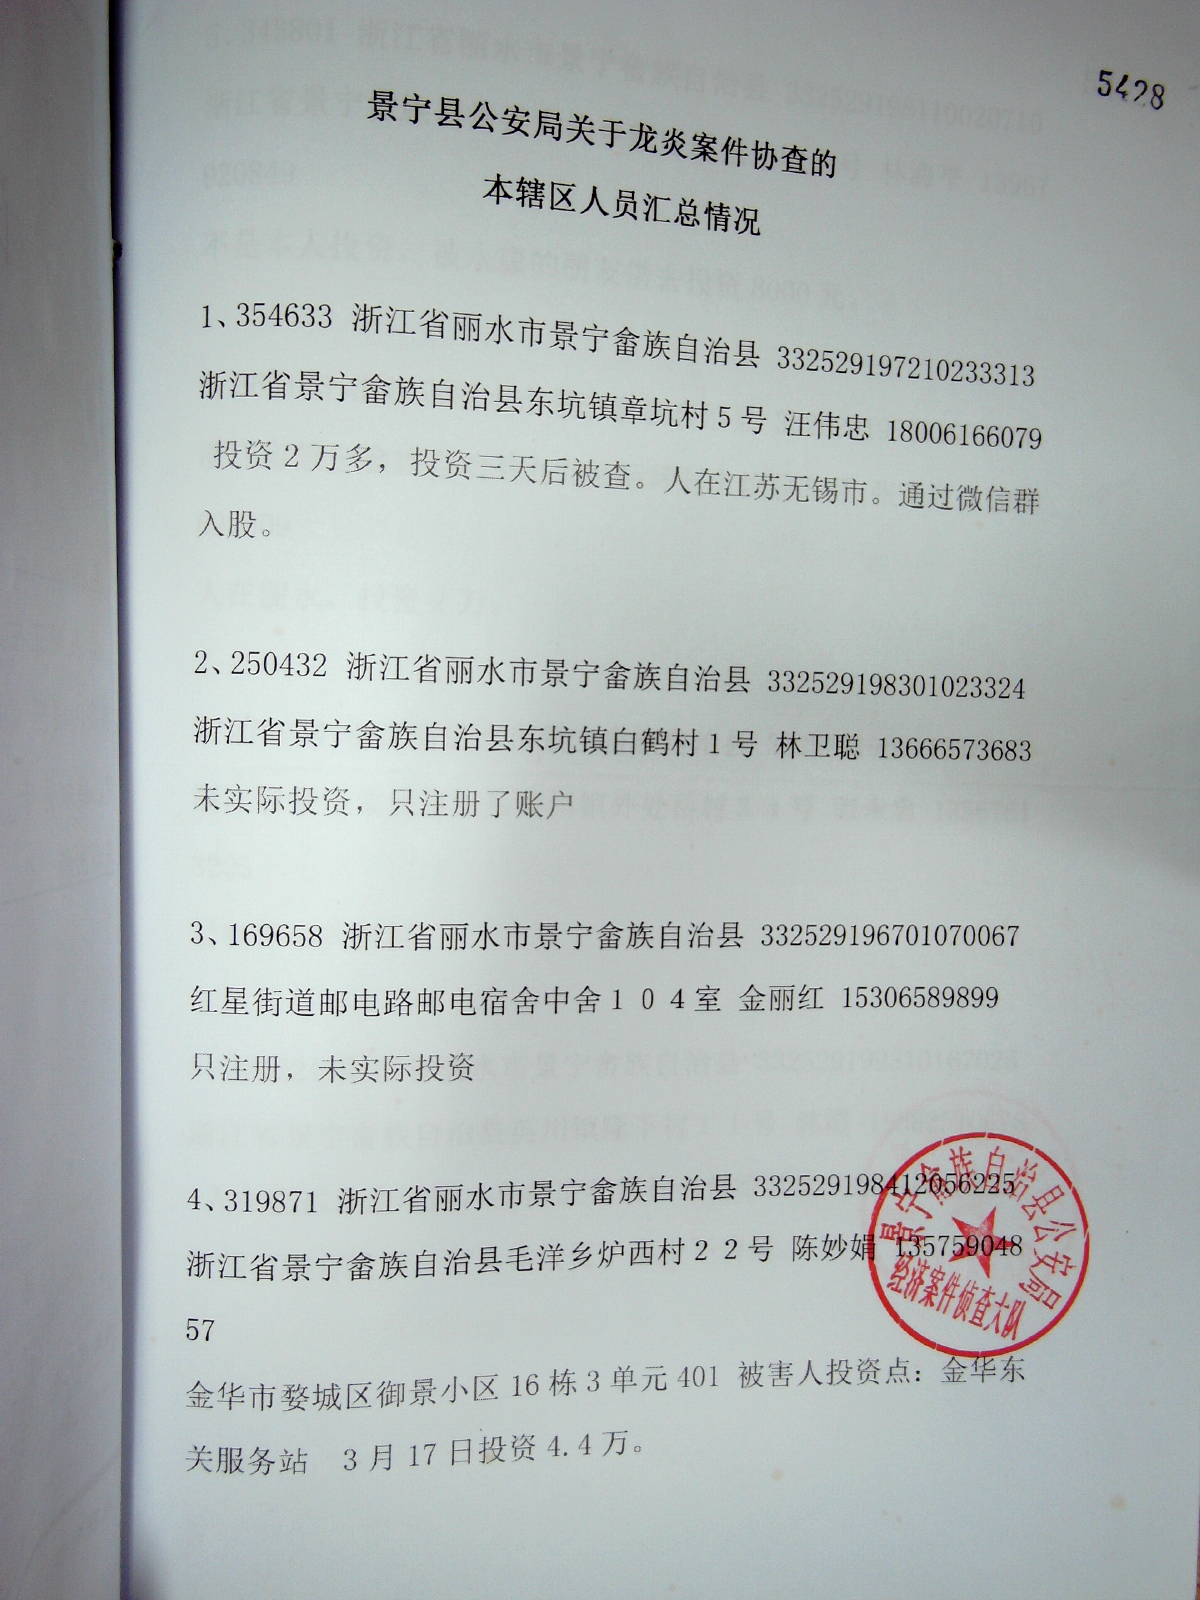 5428
景宁县公安局关于龙炎案件协查的
本辖区人员汇总情况
1、354633 浙江省丽水市景宁畲族自治县 332529197210233313
浙江省景宁畲族自治县东坑镇章坑村5号 汪伟忠 18006166079
投资2万多，投资三天后被查。人在江苏无锡市。通过微信群
入股。
2、250432 浙江省丽水市景宁畲族自治县 332529198301023324
浙江省景宁畲族自治县东坑镇白鹤村1号 林卫聪 13666573683
未实际投资，只注册了账户
3、169658 浙江省丽水市景宁畲族自治县 332529196701070067
红星街道邮电路邮电宿舍中舍104室 金丽红 15306589899
只注册，未实际投资
4、319871 浙江省丽水市景宁畲族自治县 332529198412056225
浙江省景宁畲族自治县毛洋乡炉西村22号 陈妙娟 135759048
57
金华市婺城区御景小区16栋3单元401 被害人投资点：金华东
关服务站 3月17日投资4.4万。
景宁畲族自治县公安局
经济案件侦查大队